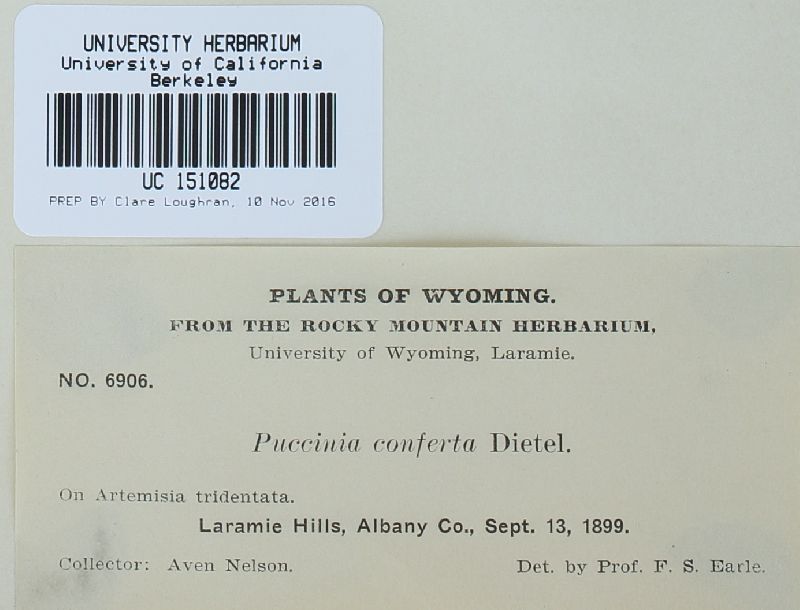 UNIVERSITY HERBARIUM
University of California
Berkeley
UC 151082
PREP BY Clare Loughran, 10 Nov 2016
PLANTS OF WYOMING.
FROM THE ROCKY MOUNTAIN HERBARIUM,
University of Wyoming, Laramie.
NO. 6906.
Puccinia conferta Dietel.
On Artemisia tridentata.
Laramie Hills, Albany Co., Sept. 13, 1899.
Collector: Aven Nelson. Det. by Prof. F. S. Earle.